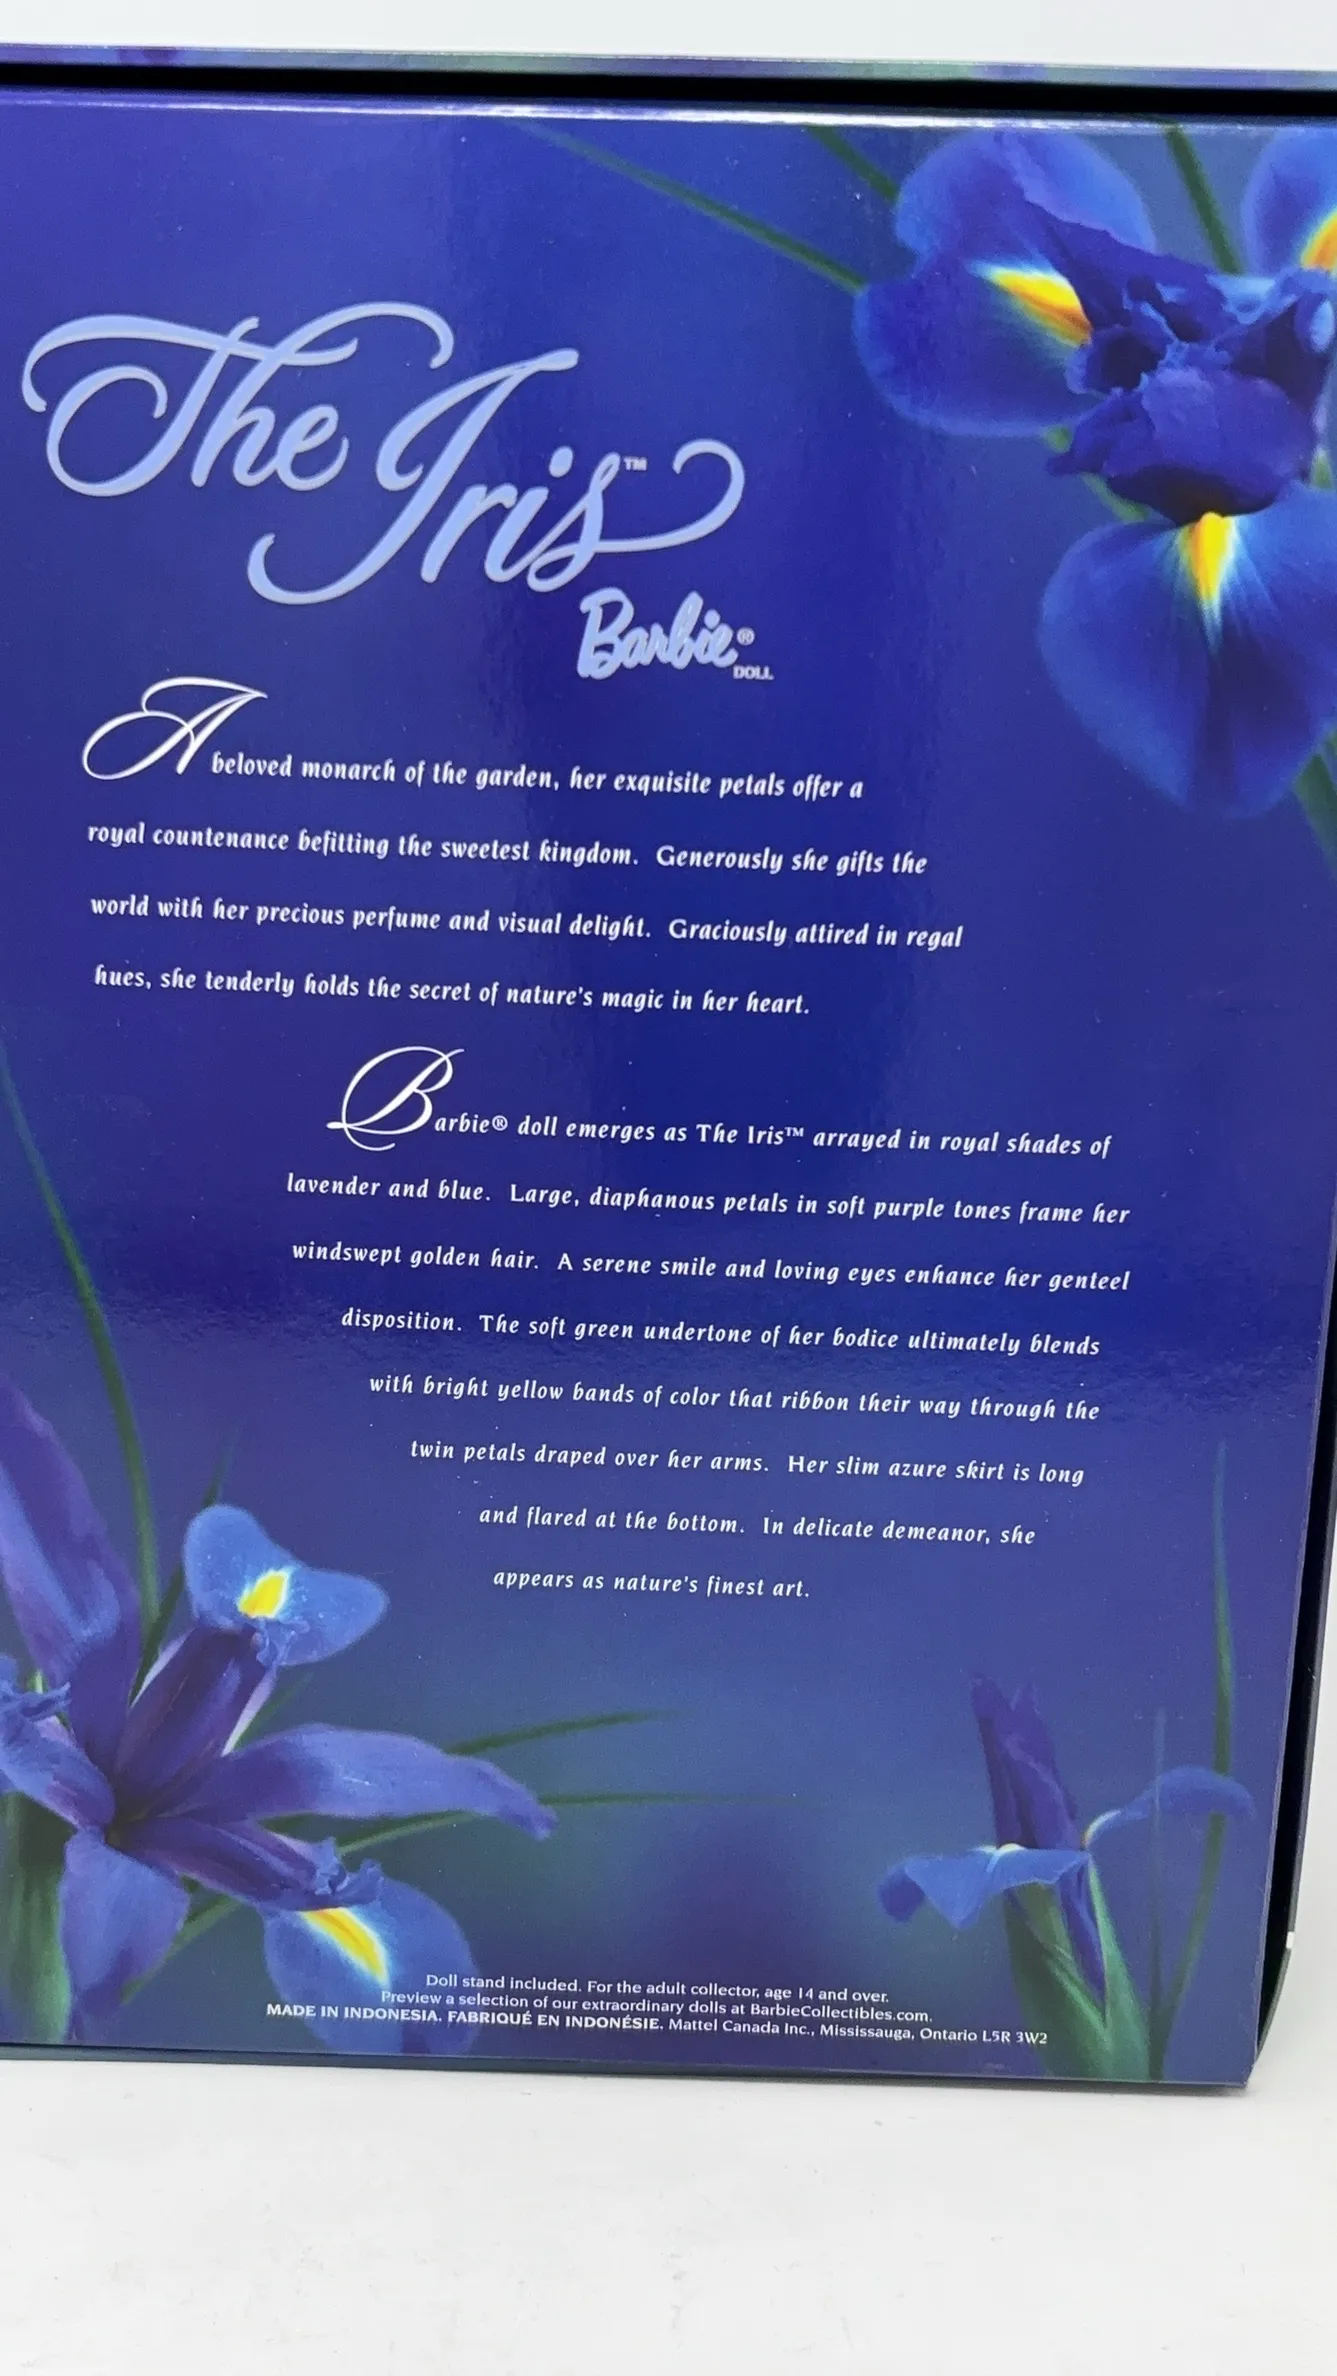 The Iris™
Barbie®
DOLL
A beloved monarch of the garden, her exquisite petals offer a
royal countenance befitting the sweetest kingdom. Generously she gifts the
world with her precious perfume and visual delight. Graciously attired in regal
hues, she tenderly holds the secret of nature's magic in her heart.
Barbie® doll emerges as The Iris™ arrayed in royal shades of
lavender and blue. Large, diaphanous petals in soft purple tones frame her
windswept golden hair. A serene smile and loving eyes enhance her genteel
disposition. The soft green undertone of her bodice ultimately blends
with bright yellow bands of color that ribbon their way through the
twin petals draped over her arms. Her slim azure skirt is long
and flared at the bottom. In delicate demeanor, she
appears as nature's finest art.
Doll stand included. For the adult collector, age 14 and over.
Preview a selection of our extraordinary dolls at BarbieCollectibles.com.
MADE IN INDONESIA. FABRIQUÉ EN INDONÉSIE. Mattel Canada Inc., Mississauga, Ontario L5R 3W2